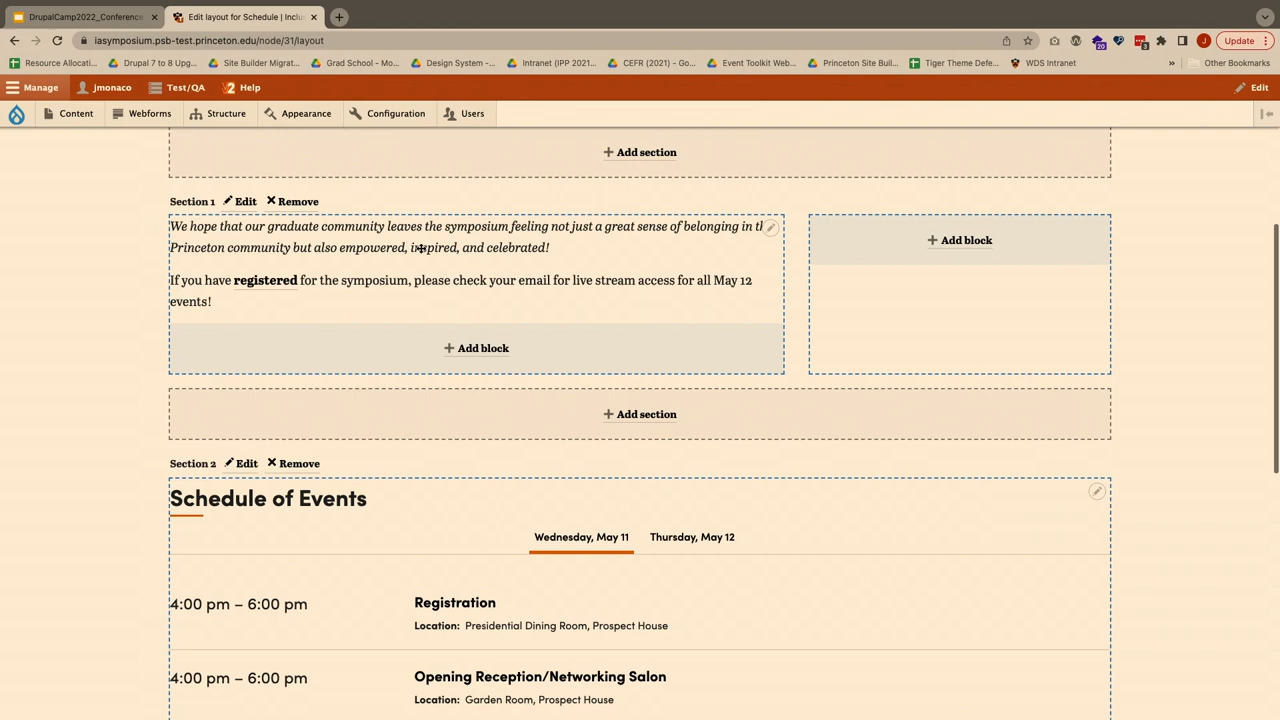 DrupalCamp2022_Conference
Edit layout for Schedule | Inclus
iasymposium.psb-test.princeton.edu/node/31/layout
20
3
J
Update
Resource Allocati...
Drupal 7 to 8 Upg...
Site Builder Migrat...
Grad School - Mo...
Design System -...
Intranet (IPP 2021...
CEFR (2021) - Go...
Event Toolkit Web...
Princeton Site Buil...
Tiger Theme Defe...
WDS Intranet
»
Other Bookmarks
Manage
Jmonaco
Test/QA
V2 Help
Edit
Content
Webforms
Structure
Appearance
Configuration
Users
+ Add section
Section 1 Edit Remove
We hope that our graduate community leaves the symposium feeling not just a great sense of belonging in th
Princeton community but also empowered, inspired, and celebrated!
+ Add block
If you have registered for the symposium, please check your email for live stream access for all May 12
events!
+ Add block
+ Add section
Section 2 Edit Remove
Schedule of Events
Wednesday, May 11 Thursday, May 12
4:00 pm – 6:00 pm Registration
Location: Presidential Dining Room, Prospect House
4:00 pm – 6:00 pm Opening Reception/Networking Salon
Location: Garden Room, Prospect House